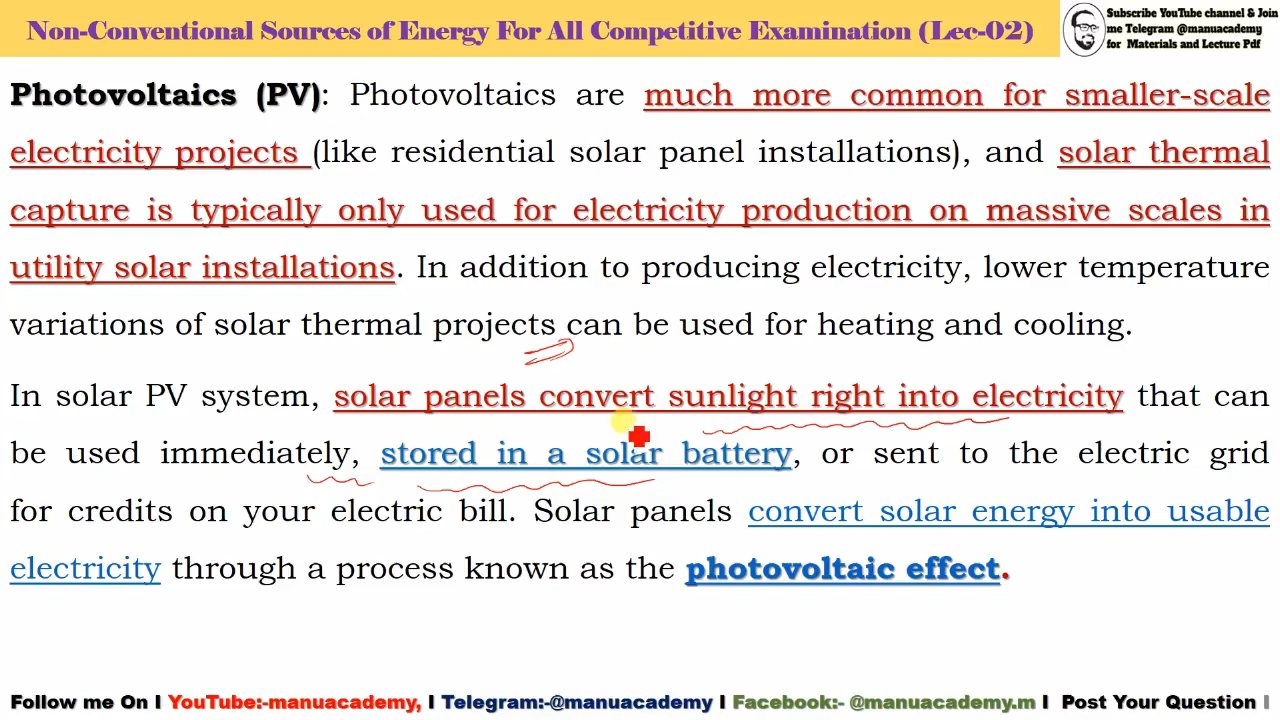 Non-Conventional Sources of Energy For All Competitive Examination (Lec-02)
Subscribe YouTube channel & Join
me Telegram @manuacademy
for Materials and Lecture Pdf
Photovoltaics (PV): Photovoltaics are much more common for smaller-scale
electricity projects (like residential solar panel installations), and solar thermal
capture is typically only used for electricity production on massive scales in
utility solar installations. In addition to producing electricity, lower temperature
variations of solar thermal projects can be used for heating and cooling.
In solar PV system, solar panels convert sunlight right into electricity that can
be used immediately, stored in a solar battery, or sent to the electric grid
for credits on your electric bill. Solar panels convert solar energy into usable
electricity through a process known as the photovoltaic effect.
Follow me On I YouTube:-manuacademy, I Telegram:-@manuacademy I Facebook:- @manuacademy.m I Post Your Question I